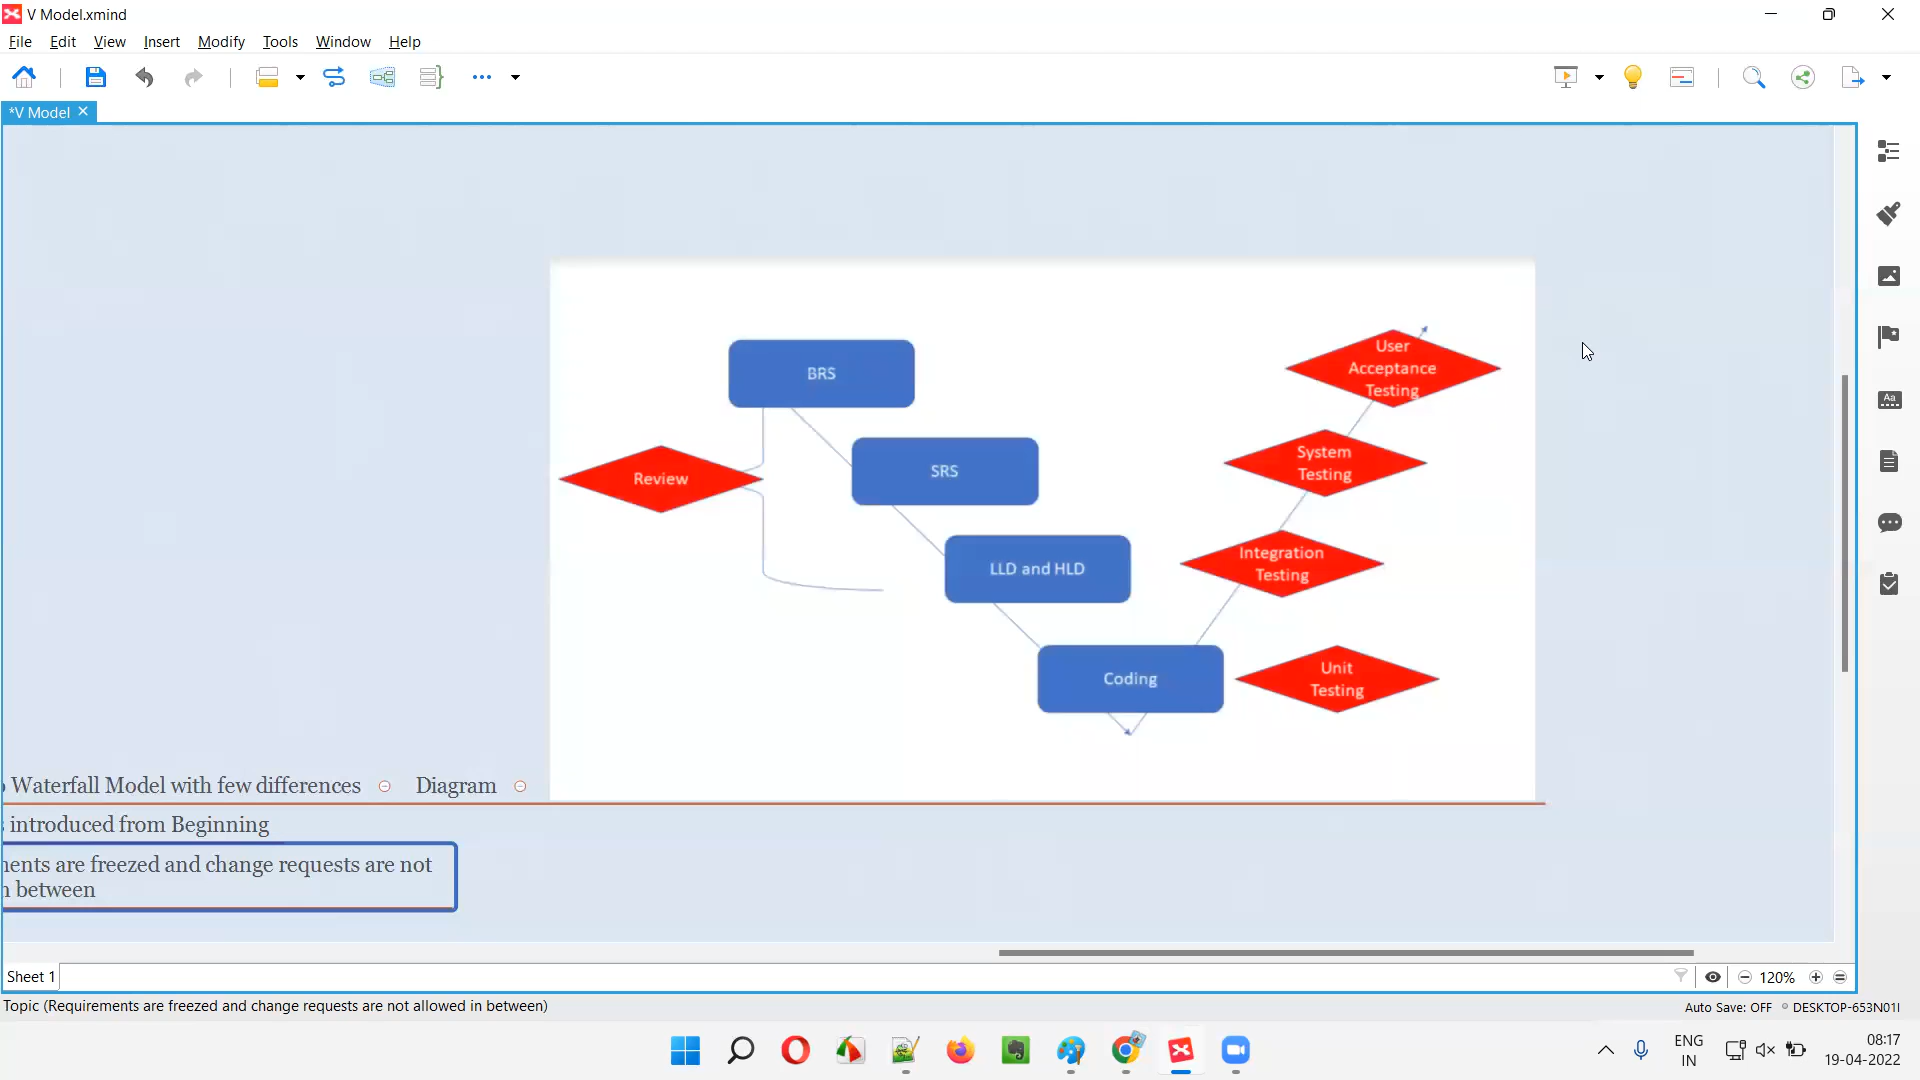 V Model.xmind
File Edit View Insert Modify Tools Window Help
*V Model
BRS
User
Acceptance
Testing
SRS
System
Testing
Review
LLD and HLD
Integration
Testing
Coding
Unit
Testing
Waterfall Model with few differences Diagram
introduced from Beginning
ents are freezed and change requests are not
between
Sheet 1
120%
Topic (Requirements are freezed and change requests are not allowed in between)
Auto Save: OFF DESKTOP-653N01I
Aa
ENG
IN
08:17
19-04-2022